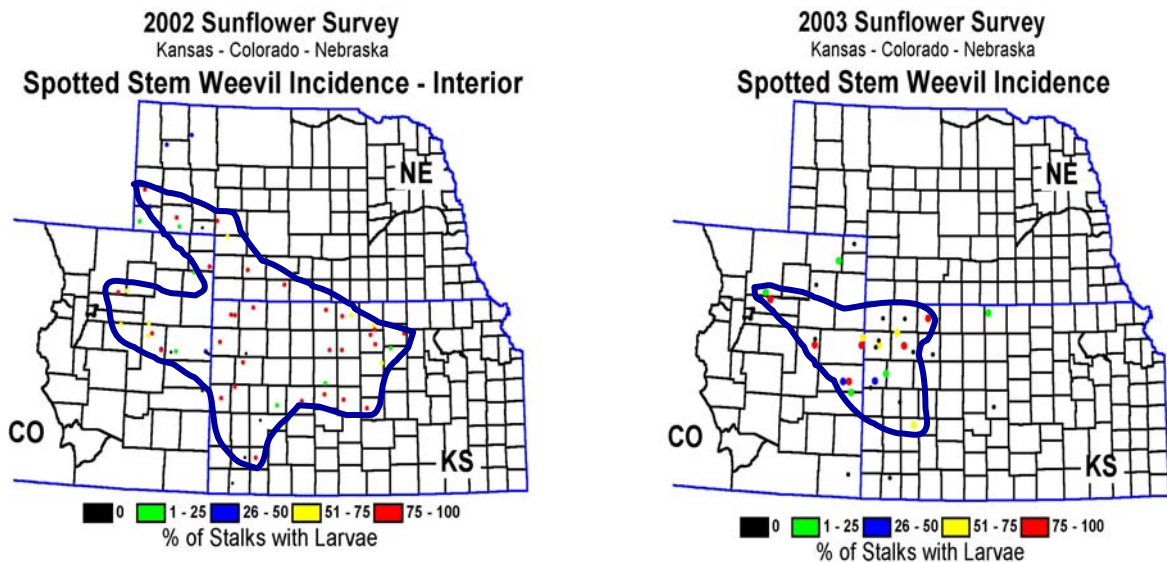 2002 Sunflower Survey
Kansas - Colorado - Nebraska
Spotted Stem Weevil Incidence - Interior
NE
CO
KS
0 1 - 25 26 - 50 51 - 75 75 - 100
% of Stalks with Larvae
2003 Sunflower Survey
Kansas - Colorado - Nebraska
Spotted Stem Weevil Incidence
NE
CO
KS
0 1 - 25 26 - 50 51 - 75 75 - 100
% of Stalks with Larvae